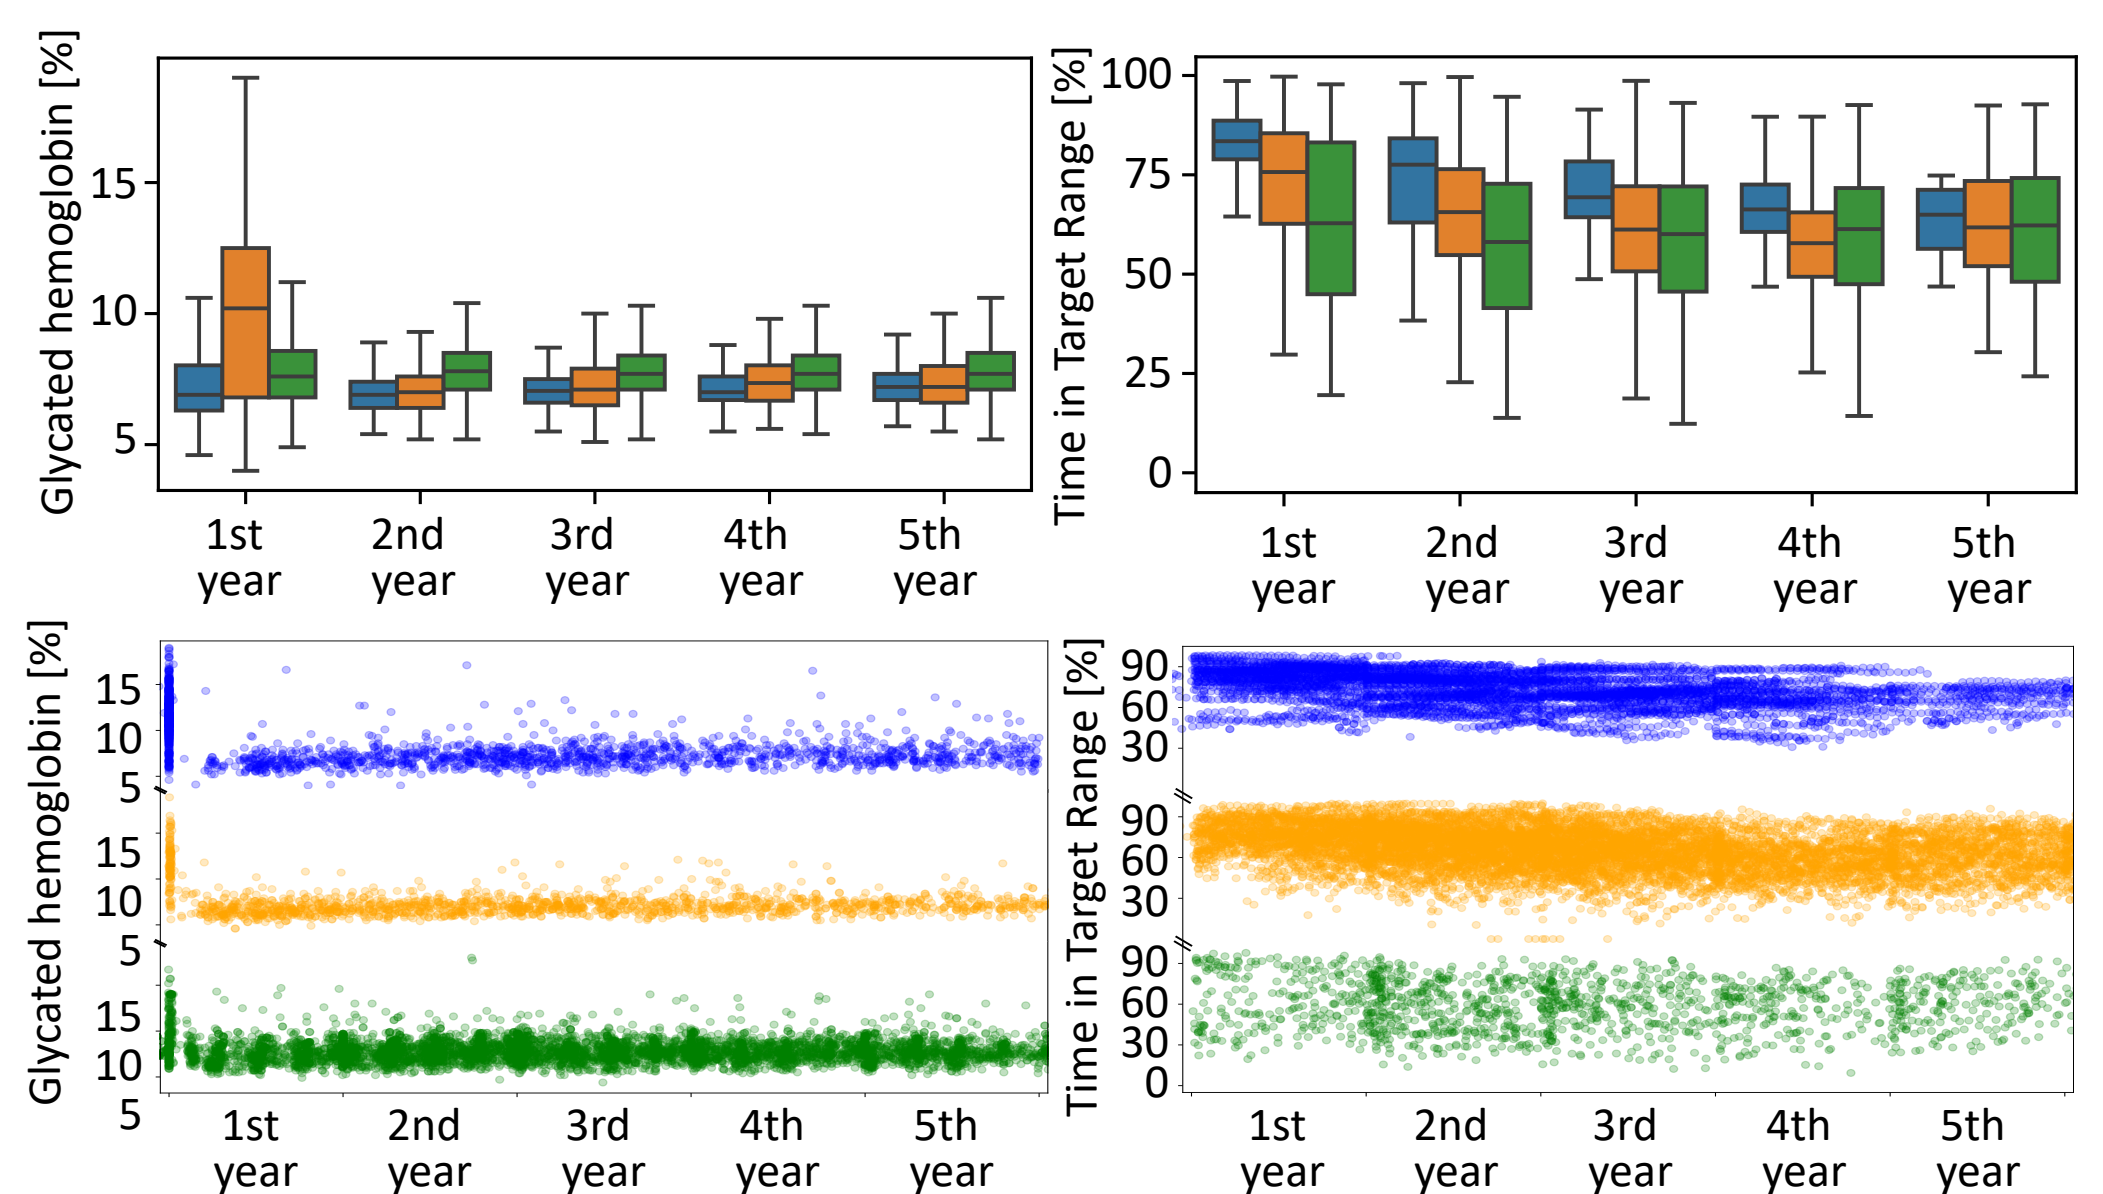 Glycated hemoglobin [%]
15
10
5
1st
year
2nd
year
3rd
year
4th
year
5th
year
Time in Target Range [%]
100
75
50
25
0
1st
year
2nd
year
3rd
year
4th
year
5th
year
Glycated hemoglobin [%]
15
10
5
15
10
5
15
10
5
1st
year
2nd
year
3rd
year
4th
year
5th
year
Time in Target Range [%]
90
60
30
90
60
30
90
60
30
0
1st
year
2nd
year
3rd
year
4th
year
5th
year